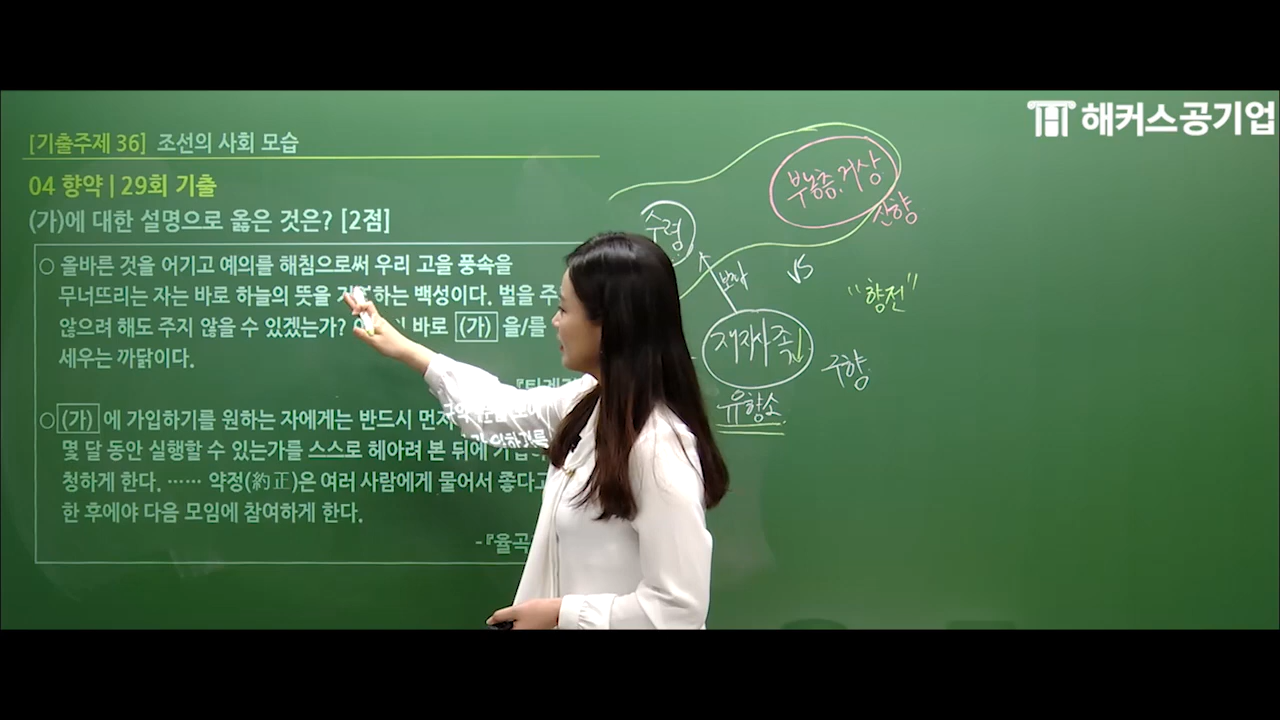 해커스공기업
[기출주제 36] 조선의 사회 모습
04 향약 | 29회 기출
(가)에 대한 설명으로 옳은 것은? [2점]
○ 올바른 것을 어기고 예의를 해침으로써 우리 고을 풍속을
무너뜨리는 자는 바로 하늘의 뜻을 하는 백성이다. 벌을 주
않으려 해도 주지 않을 수 있겠는가? 바로 (가) 을/를
세우는 까닭이다.
○ (가) 에 가입하기를 원하는 자에게는 반드시 먼저
몇 달 동안 실행할 수 있는가를 스스로 헤아려 본 뒤에
청하게 한다. …… 약정(約正)은 여러 사람에게 물어서 좋다고
한 후에야 다음 모임에 참여하게 한다.
-『율곡
부농층, 거상
신향
수령
VS
"향전"
재지사족↓
구향
유향소